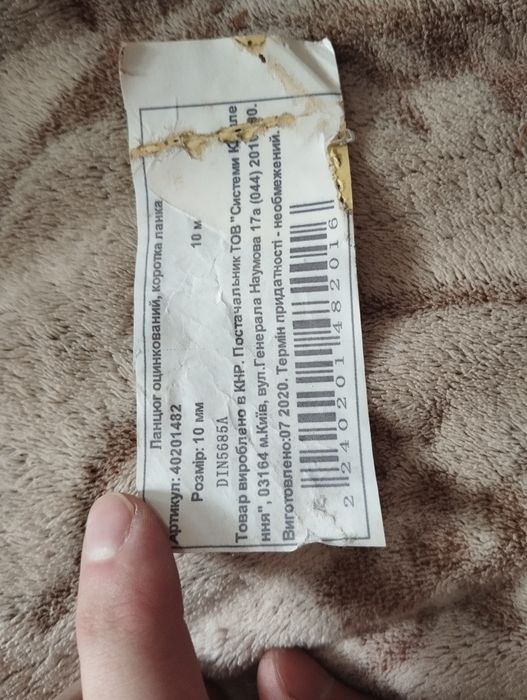 Ланцюг оцинкований, коротка ланка
Артикул: 40201482
Розмір: 10 мм 10 м
DIN5685A
Товар вироблено в КНР. Постачальник ТОВ "Системи
ння", 03164 м.Київ, вул.Генерала Наумова 17а (044)
Виготовлено:07 2020. Термін придатності - необмежений.
2240201482016